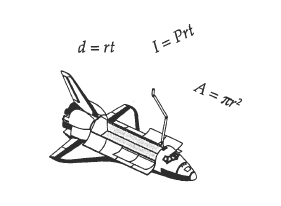 d = rt
I = Prt
A = πr²